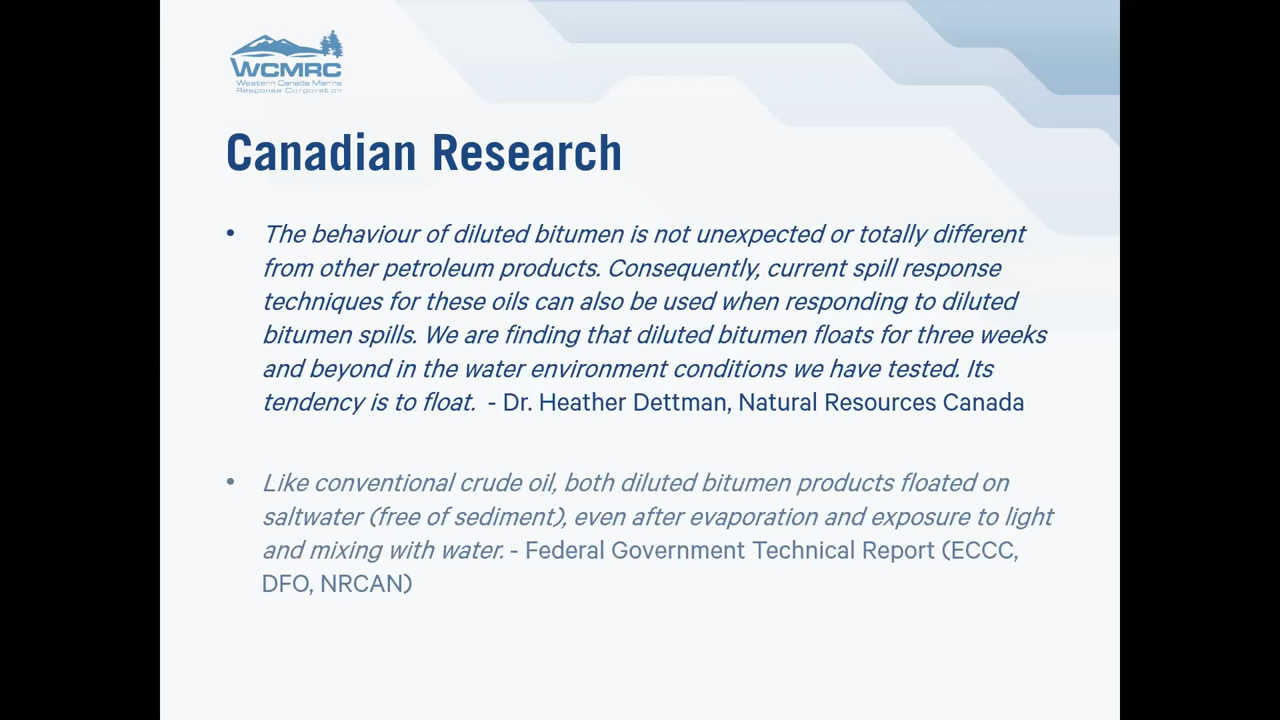 WCMRC
Western Canada Marine
Response Corporation
Canadian Research
• The behaviour of diluted bitumen is not unexpected or totally different
from other petroleum products. Consequently, current spill response
techniques for these oils can also be used when responding to diluted
bitumen spills. We are finding that diluted bitumen floats for three weeks
and beyond in the water environment conditions we have tested. Its
tendency is to float. - Dr. Heather Dettman, Natural Resources Canada
• Like conventional crude oil, both diluted bitumen products floated on
saltwater (free of sediment), even after evaporation and exposure to light
and mixing with water. - Federal Government Technical Report (ECCC,
DFO, NRCAN)